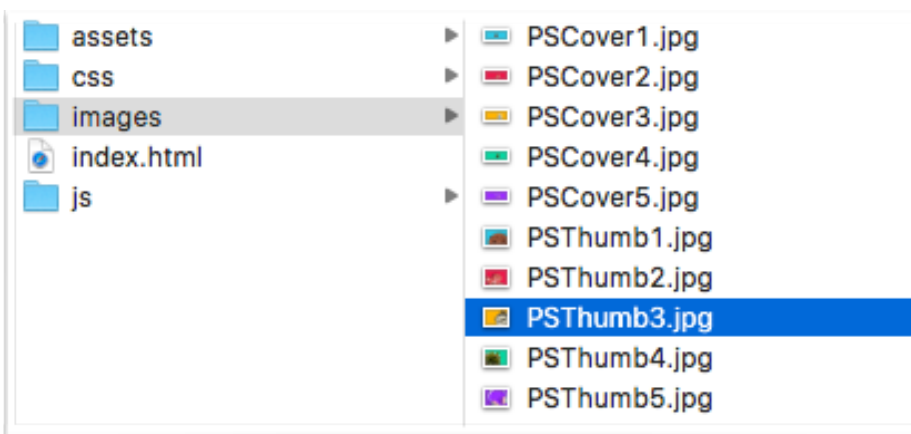 assets
css
images
index.html
js
PSCover1.jpg
PSCover2.jpg
PSCover3.jpg
PSCover4.jpg
PSCover5.jpg
PSThumb1.jpg
PSThumb2.jpg
PSThumb3.jpg
PSThumb4.jpg
PSThumb5.jpg